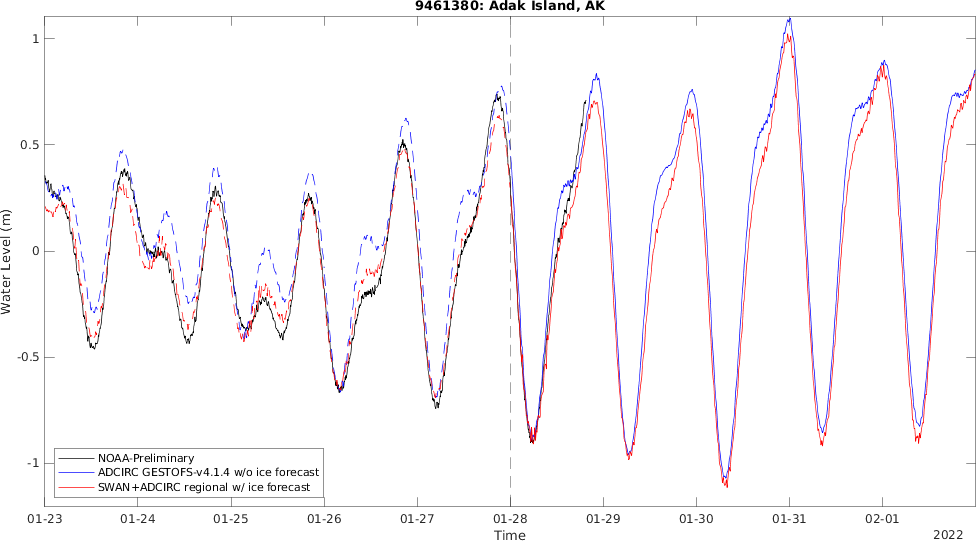 9461380: Adak Island, AK
Water Level (m)
1
0.5
0
-0.5
-1
NOAA-Preliminary
ADCIRC GESTOFS-v4.1.4 w/o ice forecast
SWAN+ADCIRC regional w/ ice forecast
01-23 01-24 01-25 01-26 01-27 01-28 01-29 01-30 01-31 02-01
Time
2022